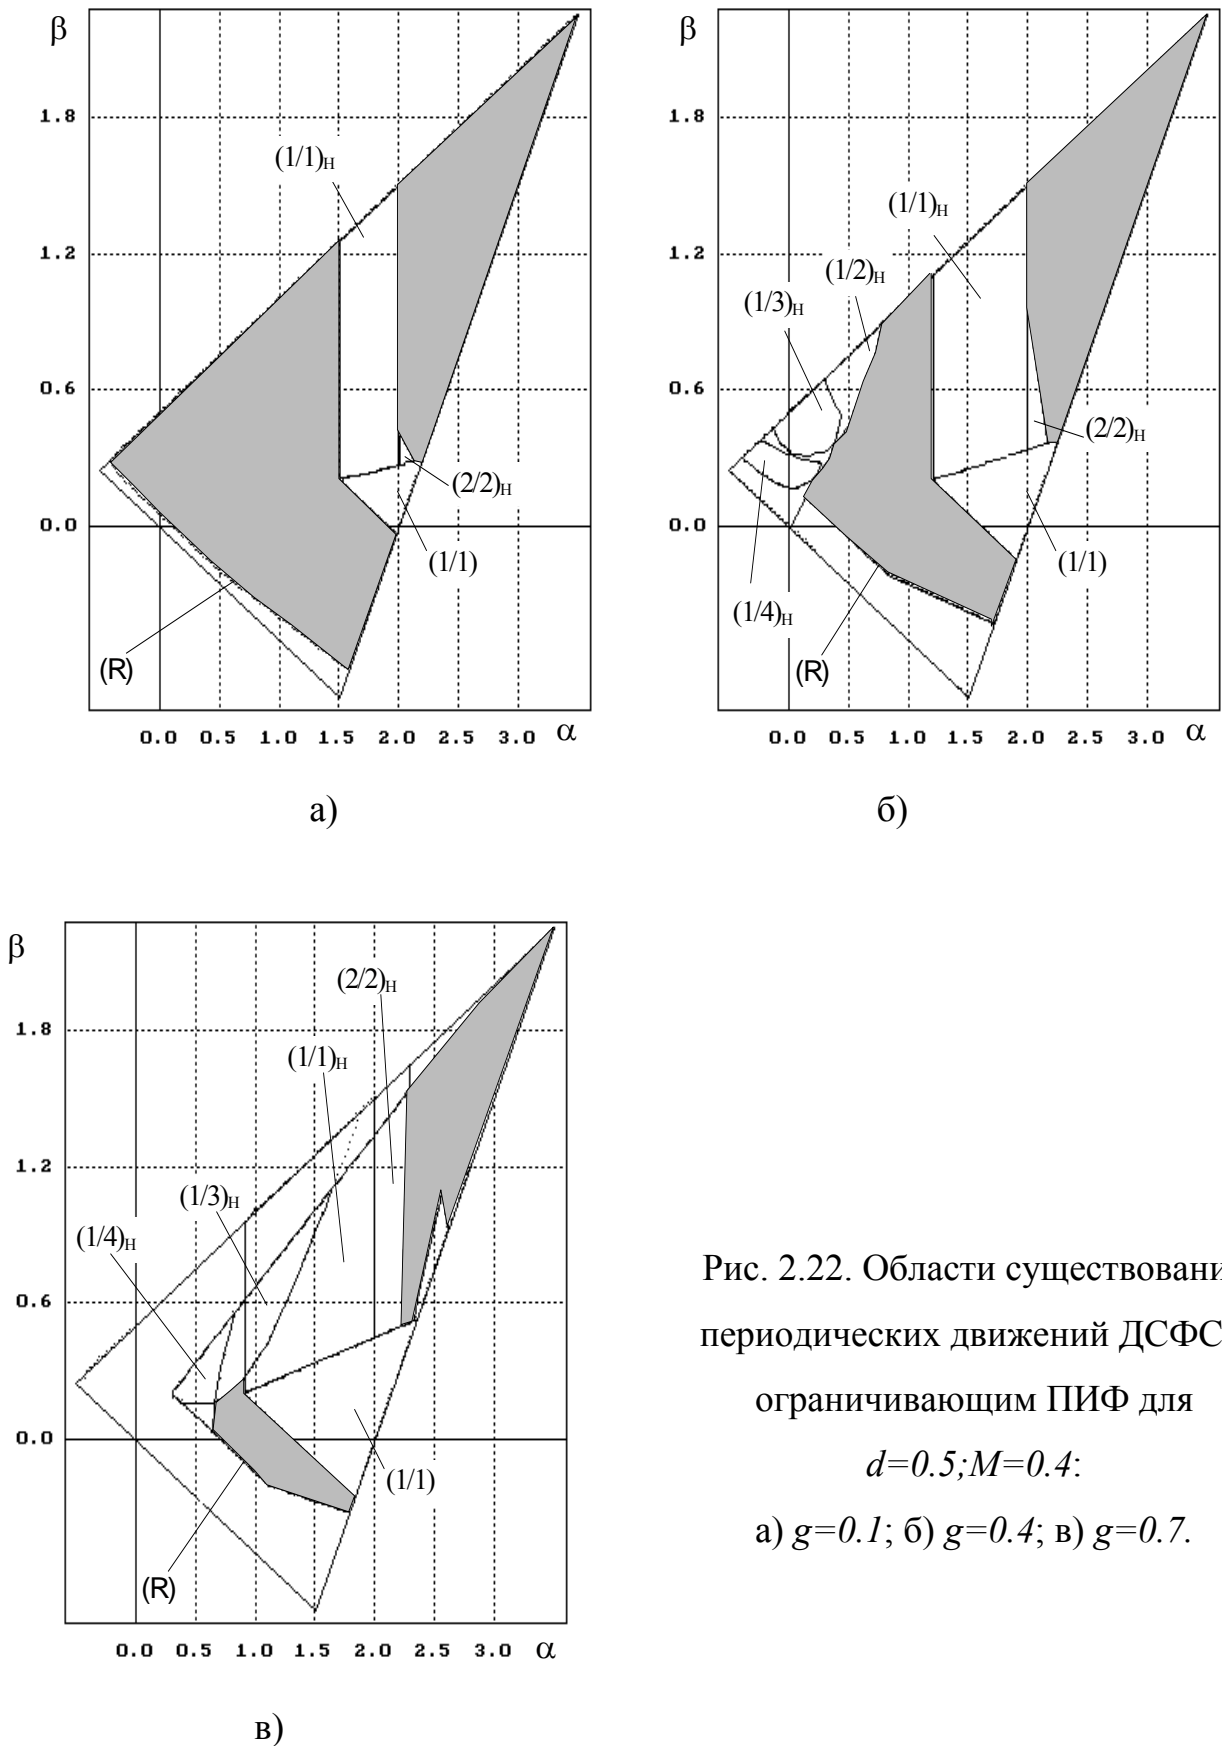 β
1.8
1.2
0.6
0.0
(1/1)н
(2/2)н
(1/1)
(R)
0.0 0.5 1.0 1.5 2.0 2.5 3.0 α
а)
β
1.8
1.2
0.6
0.0
(1/1)н
(1/2)н
(1/3)н
(2/2)н
(1/1)
(1/4)н
(R)
0.0 0.5 1.0 1.5 2.0 2.5 3.0 α
б)
β
1.8
1.2
0.6
0.0
(2/2)н
(1/1)н
(1/3)н
(1/4)н
(1/1)
(R)
0.0 0.5 1.0 1.5 2.0 2.5 3.0 α
в)
Рис. 2.22. Области существовани
периодических движений ДСФС
ограничивающим ПИФ для
d=0.5;M=0.4:
а) g=0.1; б) g=0.4; в) g=0.7.